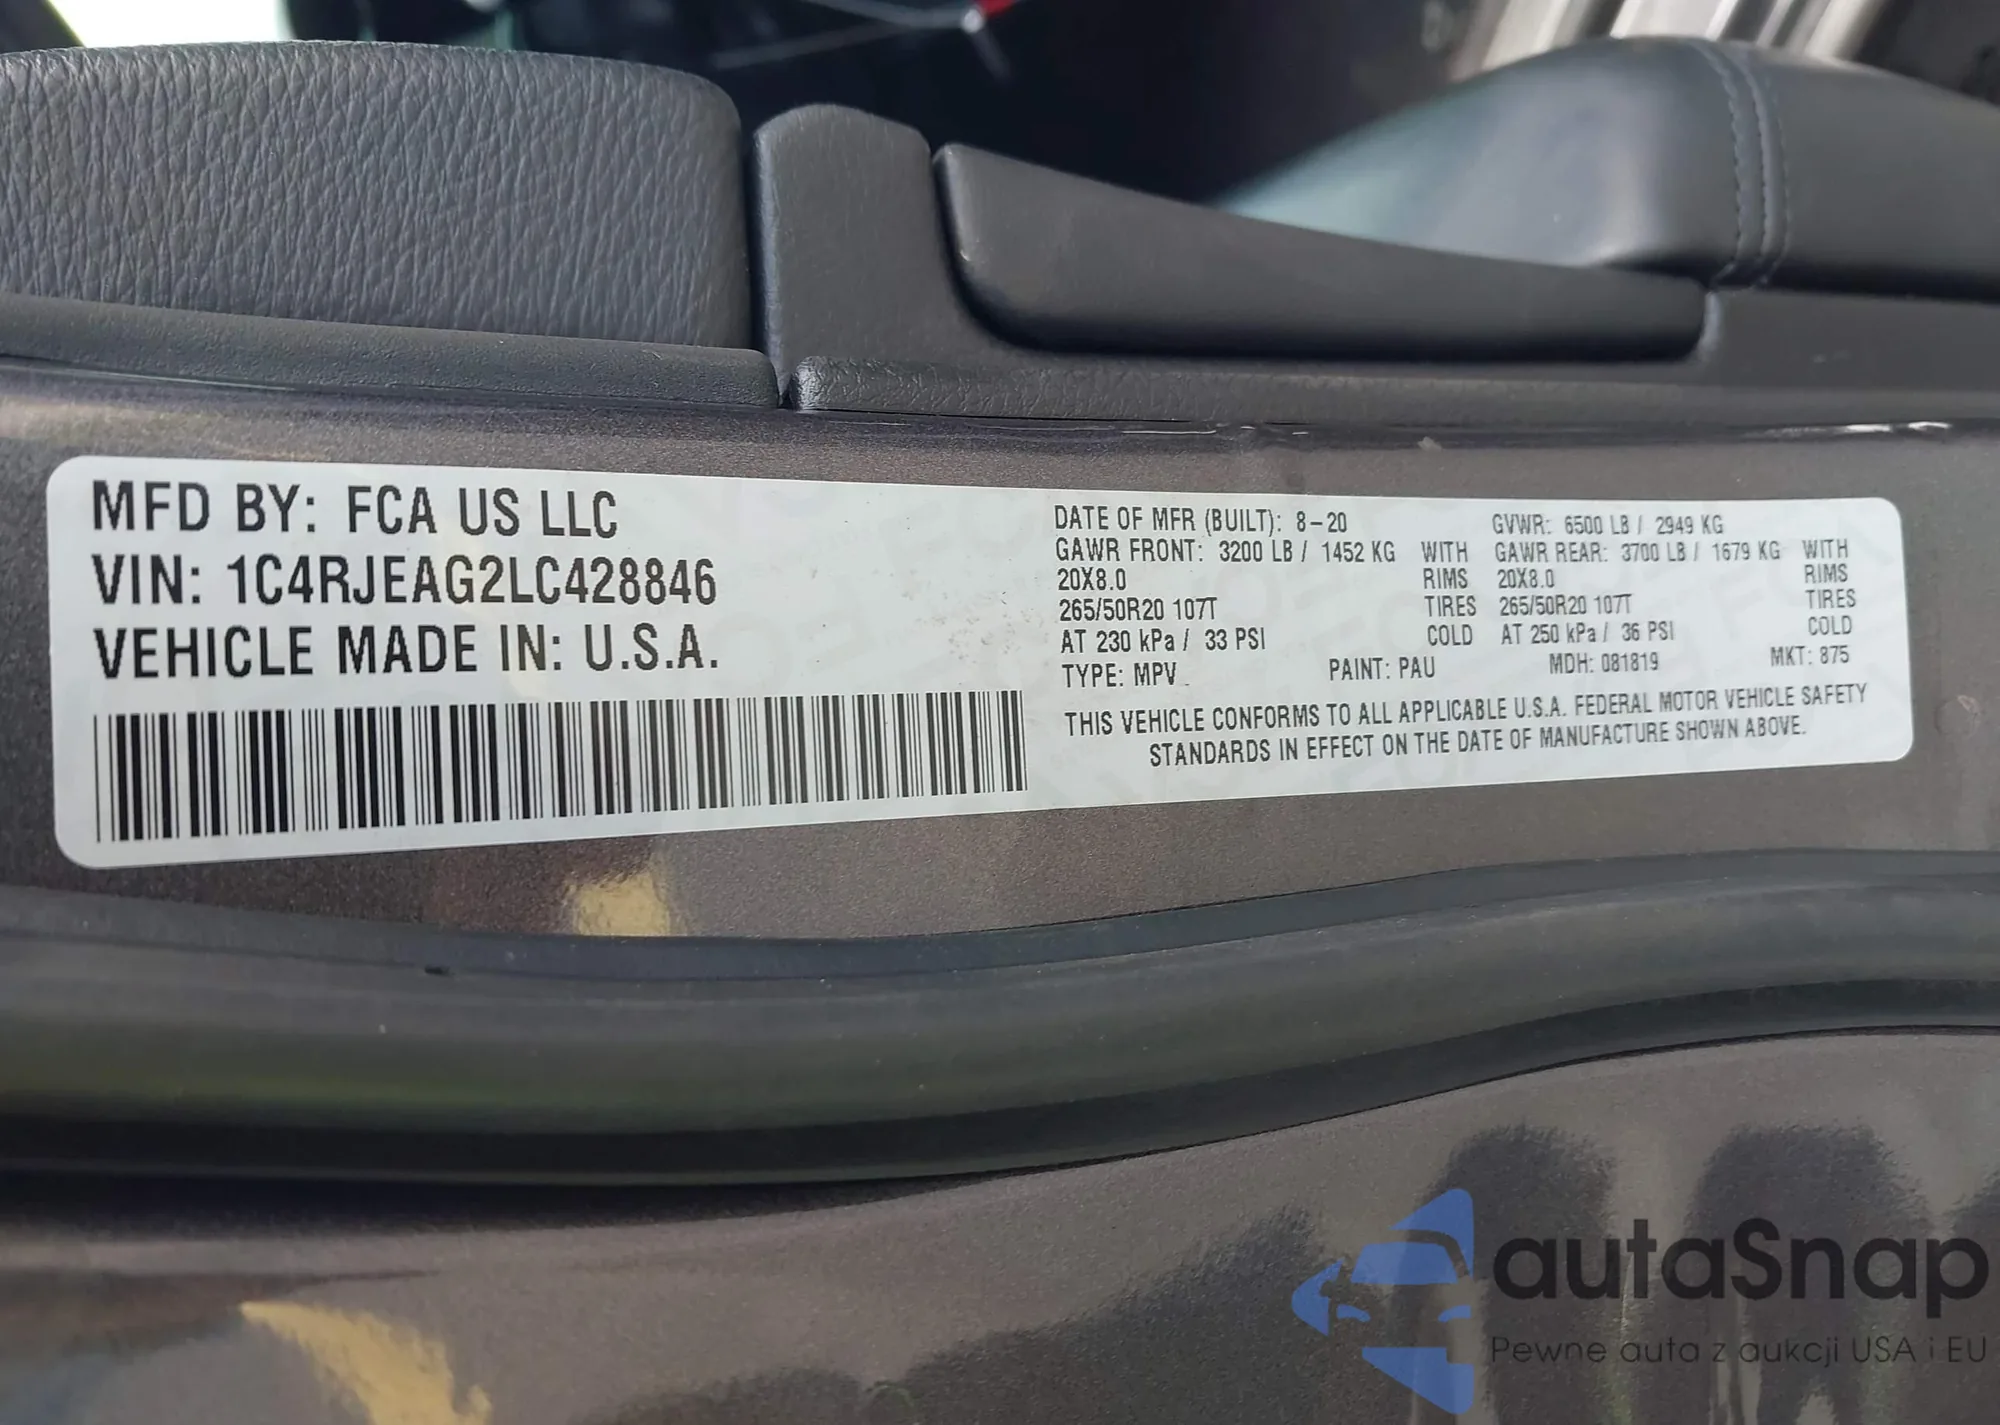 MFD BY: FCA US LLC
VIN: 1C4RJEAG2LC428846
VEHICLE MADE IN: U.S.A.
DATE OF MFR (BUILT): 8-20 GVWR: 6500 LB / 2949 KG
GAWR FRONT: 3200 LB / 1452 KG WITH GAWR REAR: 3700 LB / 1679 KG WITH
20X8.0 RIMS 20X8.0 RIMS
265/50R20 107T TIRES 265/50R20 107T TIRES
AT 230 kPa / 33 PSI COLD AT 250 kPa / 36 PSI COLD
TYPE: MPV PAINT: PAU MDH: 081819 MKT: 875
THIS VEHICLE CONFORMS TO ALL APPLICABLE U.S.A. FEDERAL MOTOR VEHICLE SAFETY
STANDARDS IN EFFECT ON THE DATE OF MANUFACTURE SHOWN ABOVE.
autaSnap
Pewne auta z aukcji USA i EU